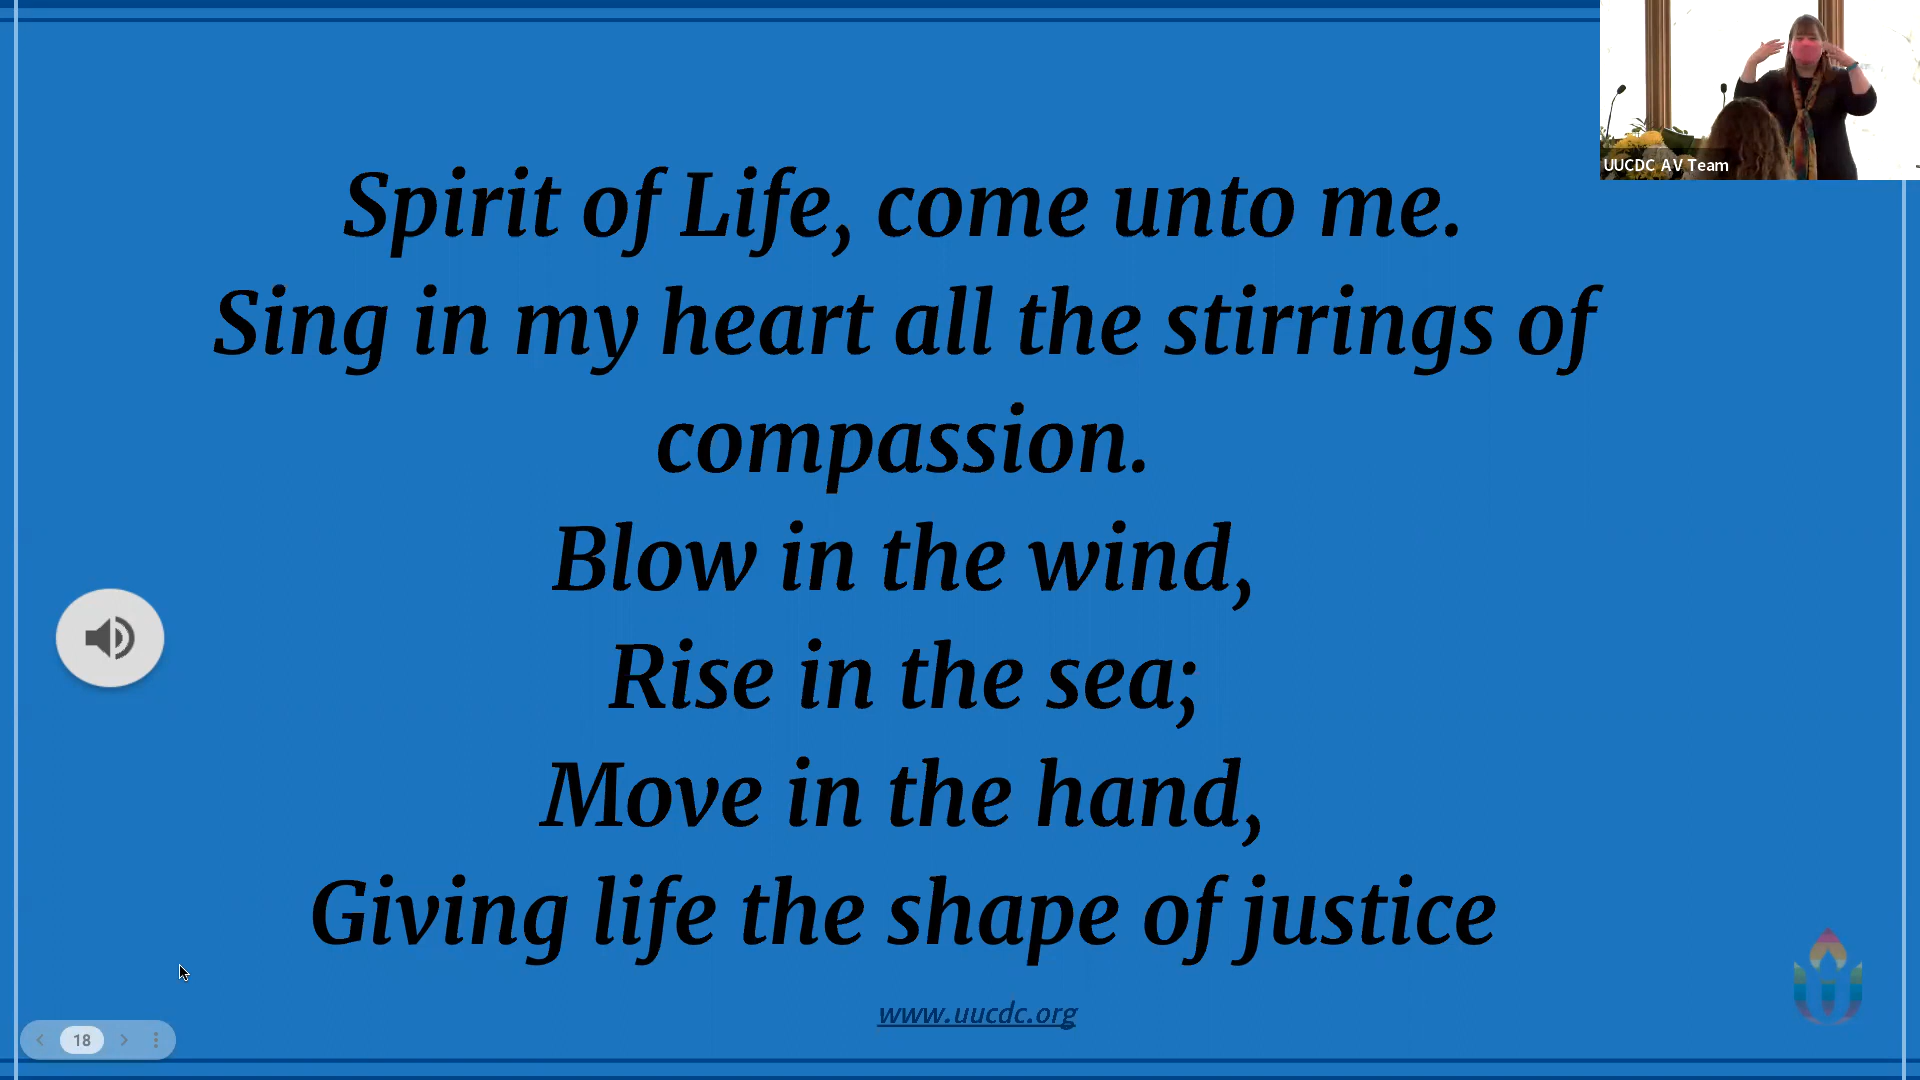 UUCDC AV Team
Spirit of Life, come unto me.
Sing in my heart all the stirrings of
compassion.
Blow in the wind,
Rise in the sea;
Move in the hand,
Giving life the shape of justice
www.uucdc.org
18